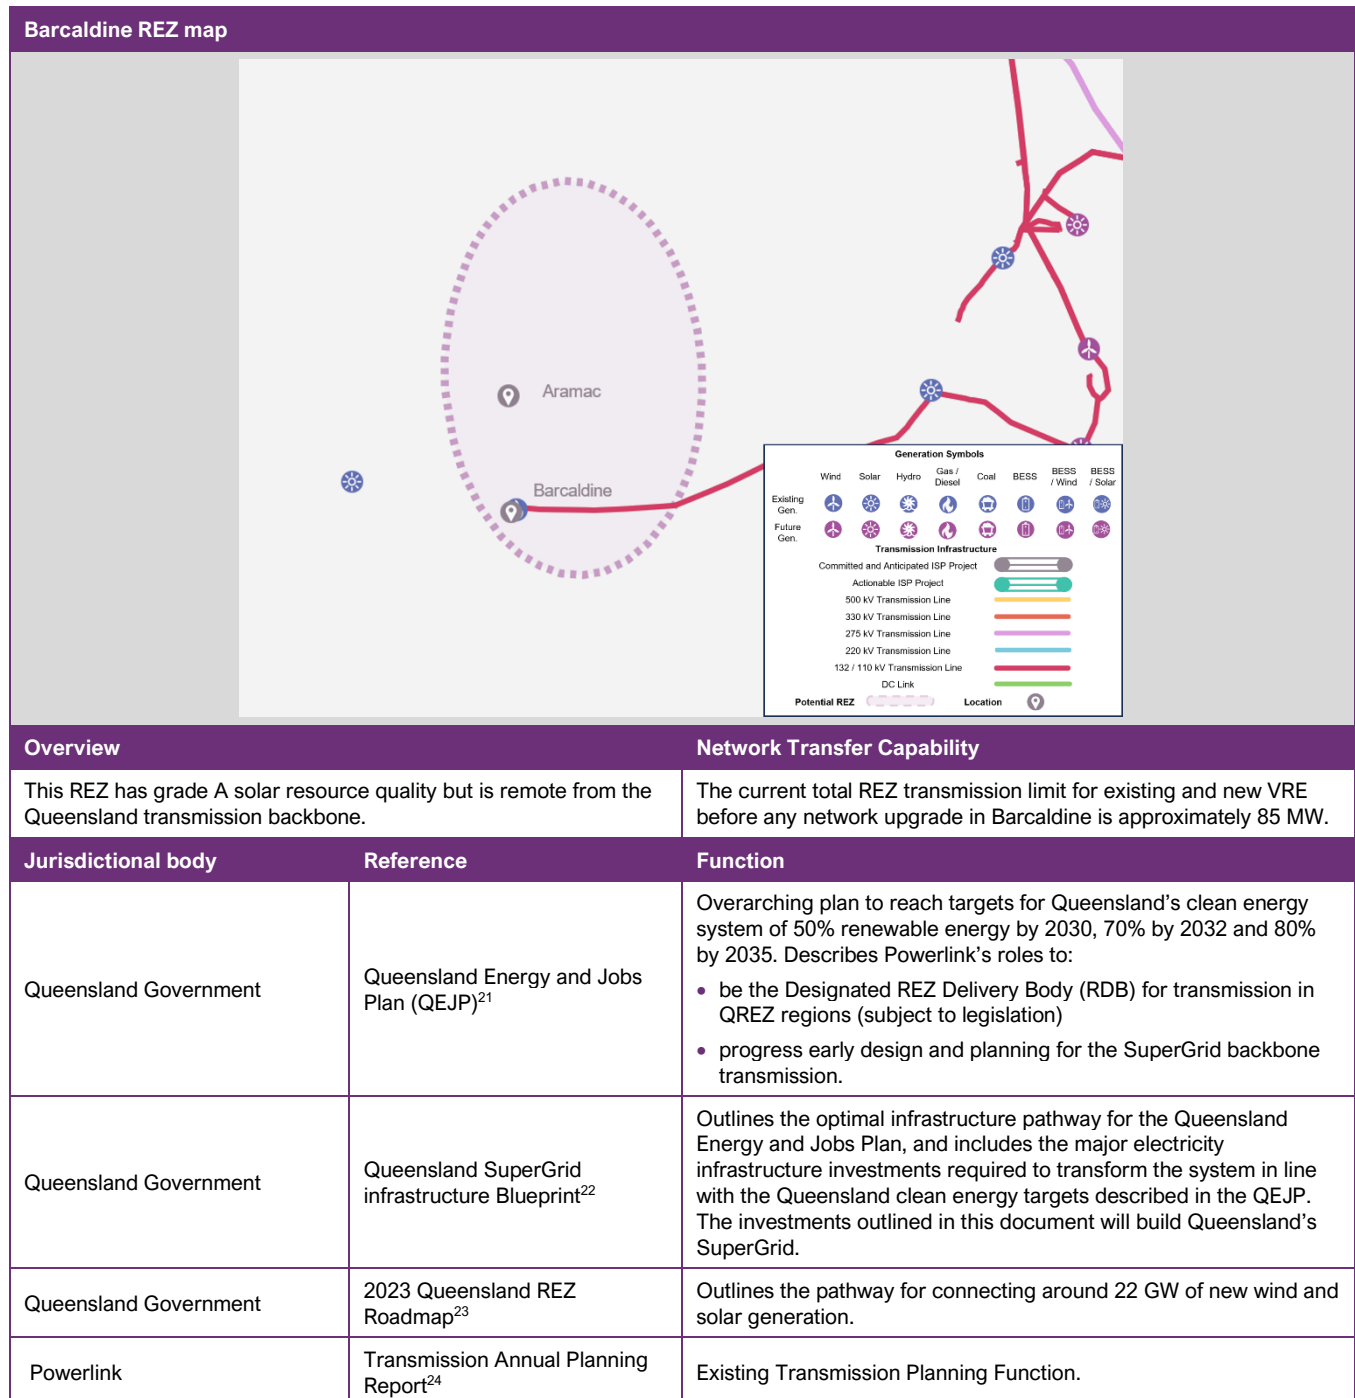 Barcaldine REZ map
Aramac
Barcaldine
Generation Symbols
Wind Solar Hydro Gas / Diesel Coal BESS BESS / Wind BESS / Solar
Existing Gen.
Future Gen.
Transmission Infrastructure
Committed and Anticipated ISP Project
Actionable ISP Project
500 kV Transmission Line
330 kV Transmission Line
275 kV Transmission Line
220 kV Transmission Line
132 / 110 kV Transmission Line
DC Link
Potential REZ Location
Overview
Network Transfer Capability
This REZ has grade A solar resource quality but is remote from the
Queensland transmission backbone.
The current total REZ transmission limit for existing and new VRE
before any network upgrade in Barcaldine is approximately 85 MW.
Jurisdictional body
Reference
Function
Queensland Government
Queensland Energy and Jobs
Plan (QEJP)21
Overarching plan to reach targets for Queensland's clean energy
system of 50% renewable energy by 2030, 70% by 2032 and 80%
by 2035. Describes Powerlink's roles to:
• be the Designated REZ Delivery Body (RDB) for transmission in
QREZ regions (subject to legislation)
• progress early design and planning for the SuperGrid backbone
transmission.
Queensland Government
Queensland SuperGrid
infrastructure Blueprint22
Outlines the optimal infrastructure pathway for the Queensland
Energy and Jobs Plan, and includes the major electricity
infrastructure investments required to transform the system in line
with the Queensland clean energy targets described in the QEJP.
The investments outlined in this document will build Queensland's
SuperGrid.
Queensland Government
2023 Queensland REZ
Roadmap23
Outlines the pathway for connecting around 22 GW of new wind and
solar generation.
Powerlink
Transmission Annual Planning
Report24
Existing Transmission Planning Function.